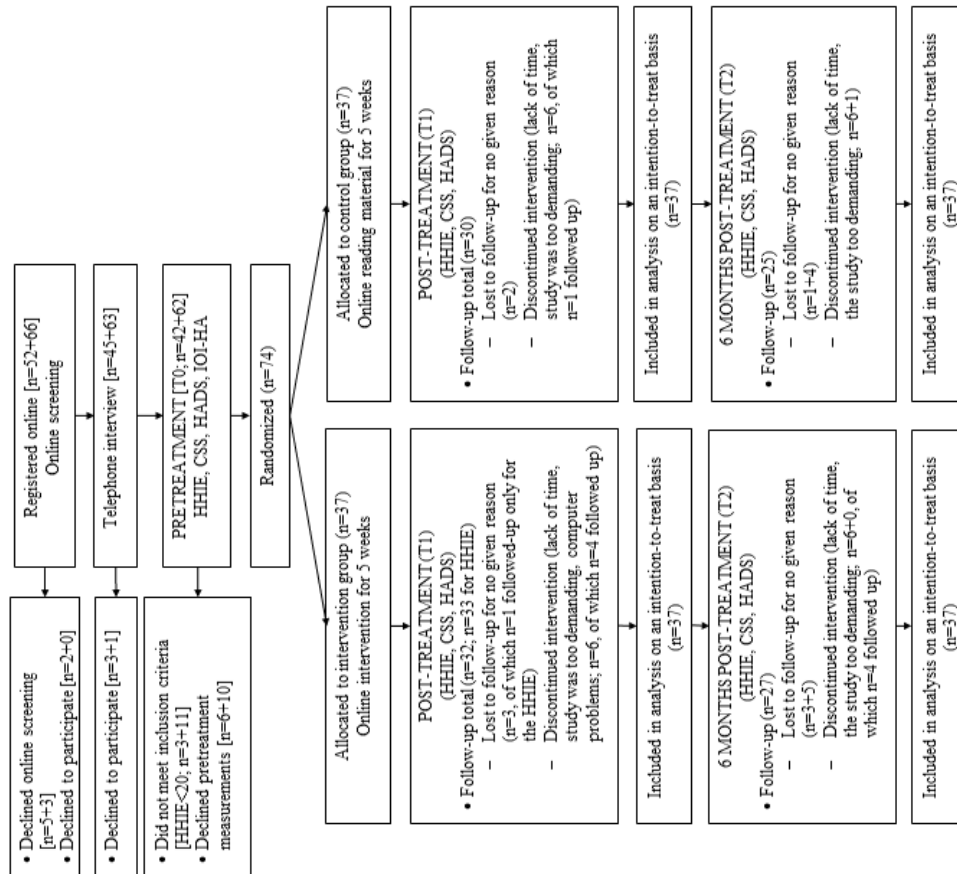 Registered online [n=52+66]
Online screening
• Declined online screening
[n=5+3]
• Declined to participate [n=2+0]
Telephone interview [n=45+63]
• Declined to participate [n=3+1]
PRETREATMENT [T0; n=42+62]
HHIE, CSS, HADS, IOI-HA
• Did not meet inclusion criteria
[HHIE<20; n=3+11]
• Declined pretreatment
measurements [n=6+10]
Randomized (n=74)
Allocated to intervention group (n=37)
Online intervention for 5 weeks
Allocated to control group (n=37)
Online reading material for 5 weeks
POST-TREATMENT (T1)
(HHIE, CSS, HADS)
• Follow-up total (n=32; n=33 for HHIE)
– Lost to follow-up for no given reason
(n=3, of which n=1 followed-up only for
the HHIE)
– Discontinued intervention (lack of time,
study was too demanding, computer
problems; n=6, of which n=4 followed up)
POST-TREATMENT (T1)
(HHIE, CSS, HADS)
• Follow-up total (n=30)
– Lost to follow-up for no given reason
(n=2)
– Discontinued intervention (lack of time,
study was too demanding; n=6, of which
n=1 followed up)
Included in analysis on an intention-to-treat basis
(n=37)
Included in analysis on an intention-to-treat basis
(n=37)
6 MONTHS POST-TREATMENT (T2)
(HHIE, CSS, HADS)
• Follow-up (n=27)
– Lost to follow-up for no given reason
(n=3+5)
– Discontinued intervention (lack of time,
the study too demanding; n=6+0, of
which n=4 followed up)
6 MONTHS POST-TREATMENT (T2)
(HHIE, CSS, HADS)
• Follow-up (n=25)
– Lost to follow-up for no given reason
(n=1+4)
– Discontinued intervention (lack of time,
the study too demanding; n=6+1)
Included in analysis on an intention-to-treat basis
(n=37)
Included in analysis on an intention-to-treat basis
(n=37)